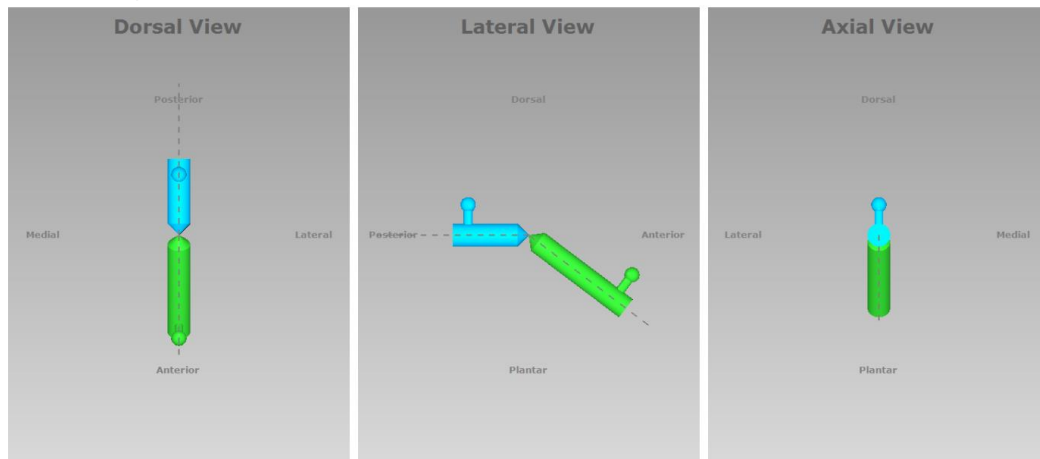 Dorsal View
Posterior
Medial
Lateral
Anterior
Lateral View
Dorsal
Posterior
Anterior
Plantar
Axial View
Dorsal
Lateral
Medial
Plantar